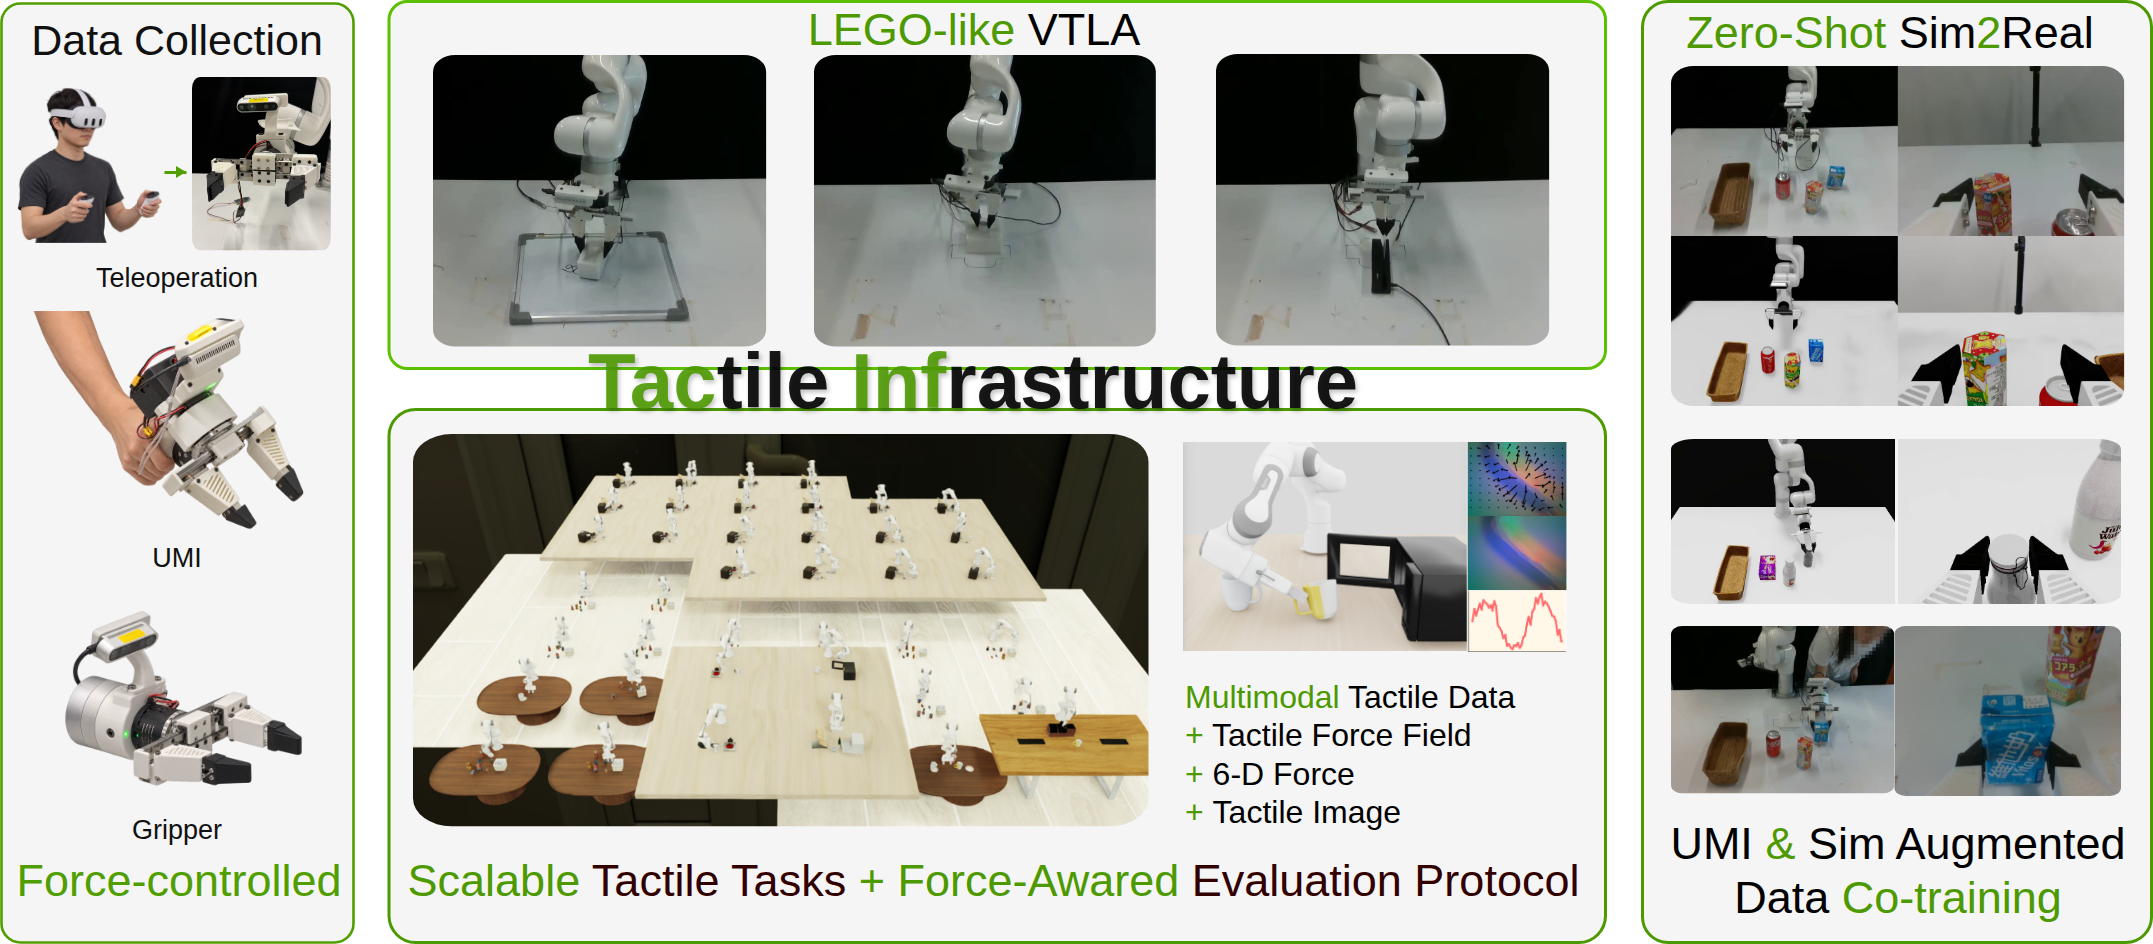 Data Collection
Teleoperation
UMI
Gripper
Force-controlled
LEGO-like VTLA
Tactile Infrastructure
Multimodal Tactile Data
+ Tactile Force Field
+ 6-D Force
+ Tactile Image
Scalable Tactile Tasks + Force-Awared Evaluation Protocol
Zero-Shot Sim2Real
UMI & Sim Augmented
Data Co-training